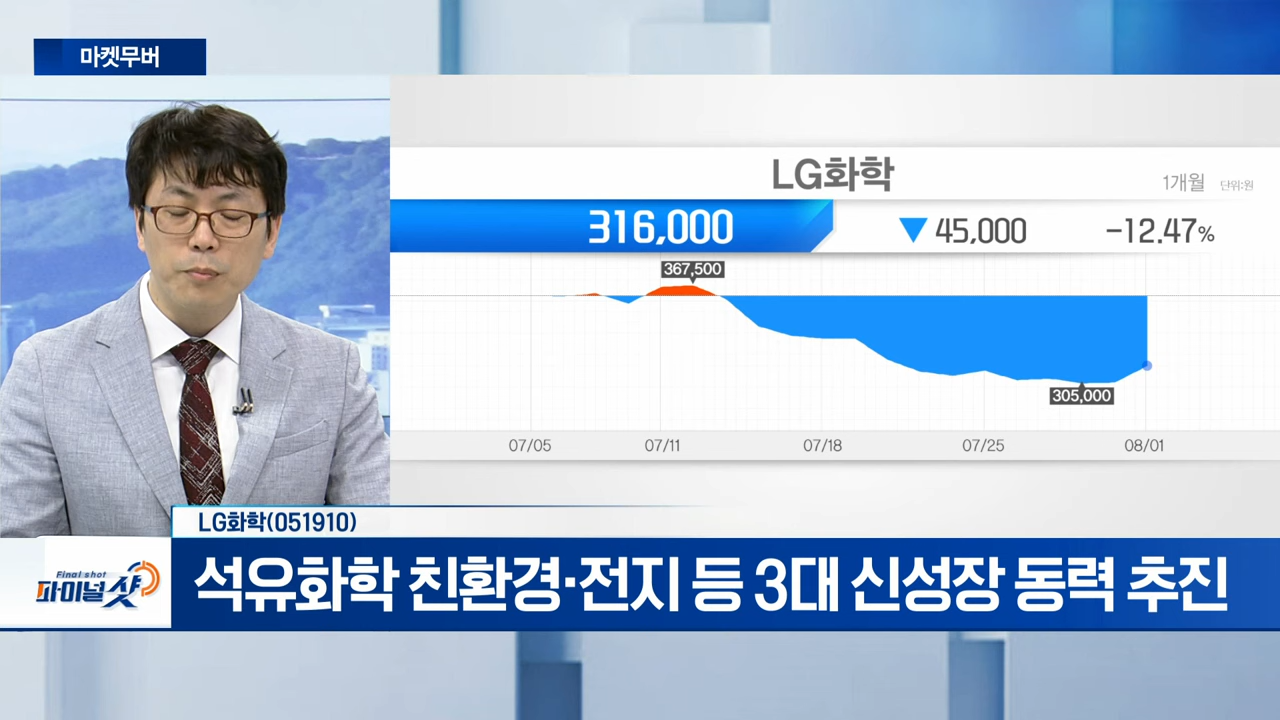 마켓무버
LG화학
1개월 단위:원
316,000 ▼ 45,000 -12.47%
367,500
305,000
07/05 07/11 07/18 07/25 08/01
LG화학(051910)
Final shot
파이널샷
석유화학 친환경·전지 등 3대 신성장 동력 추진